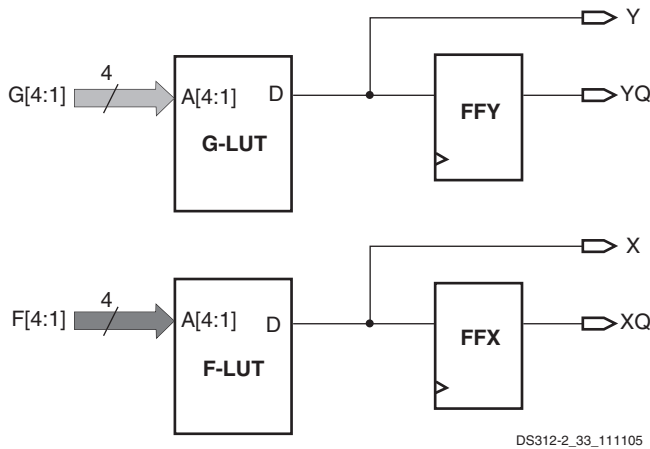 Y
4
G[4:1]
A[4:1]
D
G-LUT
FFY
YQ
X
4
F[4:1]
A[4:1]
D
F-LUT
FFX
XQ
DS312-2_33_111105